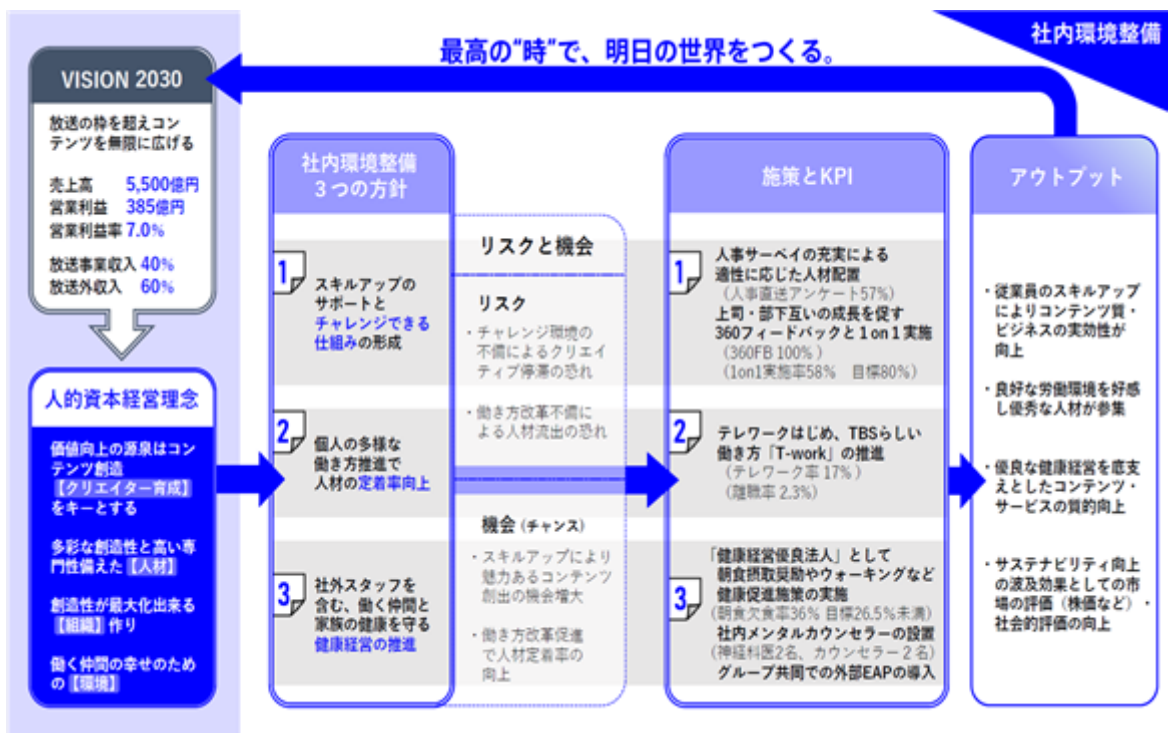 社内環境整備
最高の"時"で、明日の世界をつくる。
VISION 2030
放送の枠を超えコン
テンツを無限に広げる
売上高 5,500億円
営業利益 385億円
営業利益率 7.0%
放送事業収入 40%
放送外収入 60%
人的資本経営理念
価値向上の源泉はコン
テンツ創造
【クリエイター育成】
をキーとする
多彩な創造性と高い専
門性備えた【人材】
創造性が最大化出来る
【組織】作り
働く仲間の幸せのため
の【環境】
社内環境整備
3つの方針
1
スキルアップの
サポートと
チャレンジできる
仕組みの形成
2
個人の多様な
働き方推進で
人材の定着率向上
3
社外スタッフを
含む、働く仲間と
家族の健康を守る
健康経営の推進
リスクと機会
リスク
・チャレンジ環境の
不備によるクリエイ
ティブ停滞の恐れ
・働き方改革不備に
よる人材流出の恐れ
機会(チャンス)
・スキルアップにより
魅力あるコンテンツ
創出の機会増大
・働き方改革促進
で人材定着率の
向上
施策とKPI
1
人事サーベイの充実による
適性に応じた人材配置
(人事直送アンケート57%)
上司・部下互いの成長を促す
360フィードバックと1on1実施
(360FB 100%)
(1on1実施率58% 目標80%)
2
テレワークはじめ、TBSらしい
働き方「T-work」の推進
(テレワーク率 17%)
(離職率 2.3%)
3
「健康経営優良法人」として
朝食摂取奨励やウォーキングなど
健康促進施策の実施
(朝食欠食率36% 目標26.5%未満)
社内メンタルカウンセラーの設置
(神経科医2名、カウンセラー2名)
グループ共同での外部EAPの導入
アウトプット
・従業員のスキルアップ
によりコンテンツ質・
ビジネスの実効性が
向上
・良好な労働環境を好感
し優秀な人材が参集
・優良な健康経営を底支
えとしたコンテンツ・
サービスの質的向上
・サステナビリティ向上
の波及効果としての市
場の評価(株価など)・
社会的評価の向上